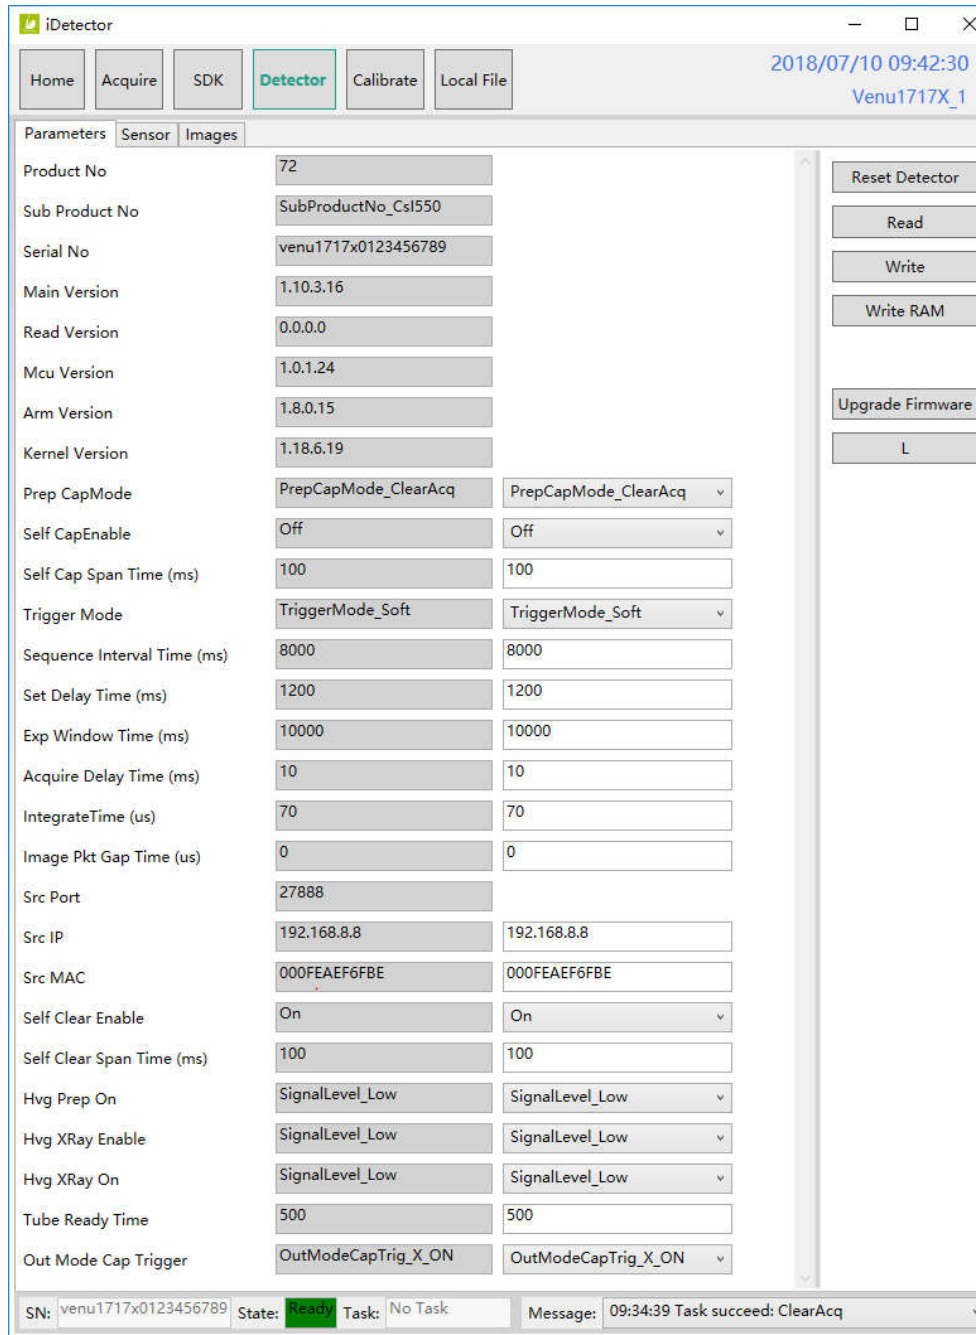 iDetector
Home Acquire SDK Detector Calibrate Local File
2018/07/10 09:42:30
Venu1717X_1
Parameters Sensor Images
Product No 72
Sub Product No SubProductNo_CsI550
Serial No venu1717x0123456789
Main Version 1.10.3.16
Read Version 0.0.0.0
Mcu Version 1.0.1.24
Arm Version 1.8.0.15
Kernel Version 1.18.6.19
Prep CapMode PrepCapMode_ClearAcq PrepCapMode_ClearAcq
Self CapEnable Off Off
Self Cap Span Time (ms) 100 100
Trigger Mode TriggerMode_Soft TriggerMode_Soft
Sequence Interval Time (ms) 8000 8000
Set Delay Time (ms) 1200 1200
Exp Window Time (ms) 10000 10000
Acquire Delay Time (ms) 10 10
IntegrateTime (us) 70 70
Image Pkt Gap Time (us) 0 0
Src Port 27888
Src IP 192.168.8.8 192.168.8.8
Src MAC 000FEAEF6FBE 000FEAEF6FBE
Self Clear Enable On On
Self Clear Span Time (ms) 100 100
Hvg Prep On SignalLevel_Low SignalLevel_Low
Hvg XRay Enable SignalLevel_Low SignalLevel_Low
Hvg XRay On SignalLevel_Low SignalLevel_Low
Tube Ready Time 500 500
Out Mode Cap Trigger OutModeCapTrig_X_ON OutModeCapTrig_X_ON
Reset Detector
Read
Write
Write RAM
Upgrade Firmware
L
SN: venu1717x0123456789 State: Ready Task: No Task Message: 09:34:39 Task succeed: ClearAcq